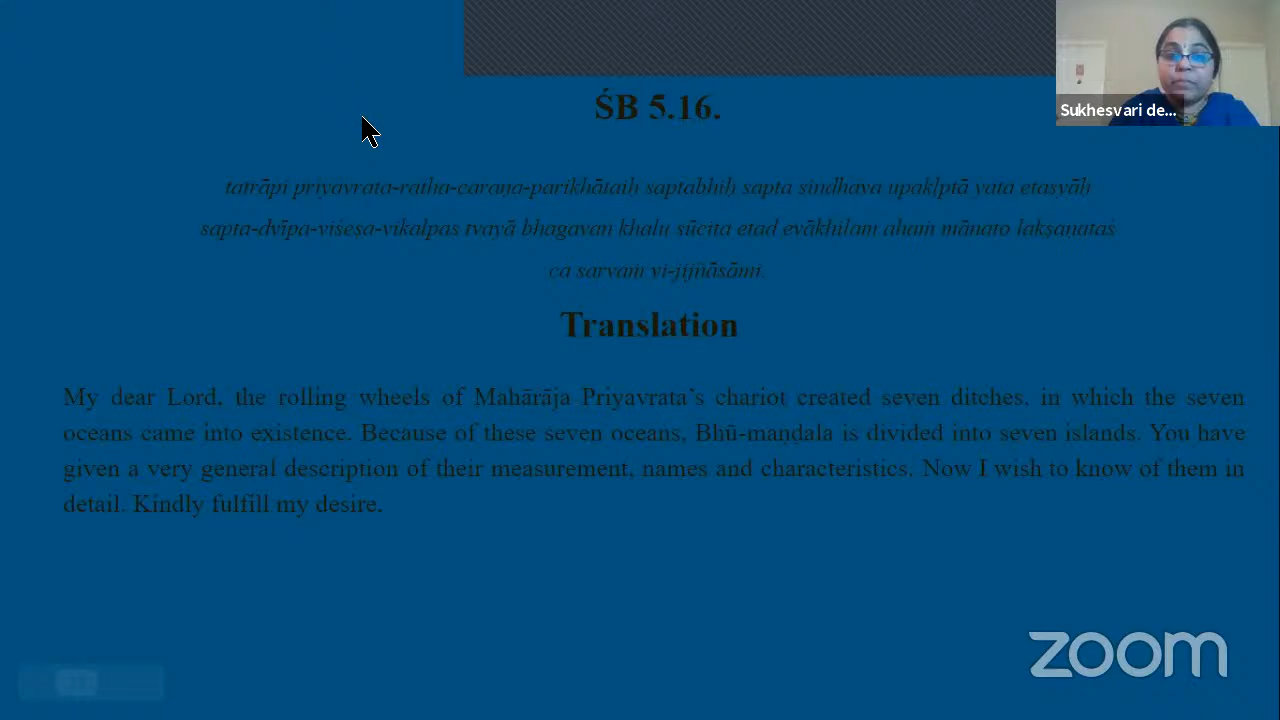 Sukhesvari de...
ŚB 5.16.
tatrāpi priyavrata-ratha-caraṇa-parikhātaiḥ saptabhiḥ sapta sindhava upakḷptā yata etasyāḥ
sapta-dvīpa-viśeṣa-vikalpas tvayā bhagavan khalu sūcita etad evākhilam ahaṁ mānato lakṣaṇataś
ca sarvaṁ vi-jijñāsāmi.
Translation
My dear Lord, the rolling wheels of Mahārāja Priyavrata’s chariot created seven ditches, in which the seven
oceans came into existence. Because of these seven oceans, Bhū-maṇḍala is divided into seven islands. You have
given a very general description of their measurement, names and characteristics. Now I wish to know of them in
detail. Kindly fulfill my desire.
zoom